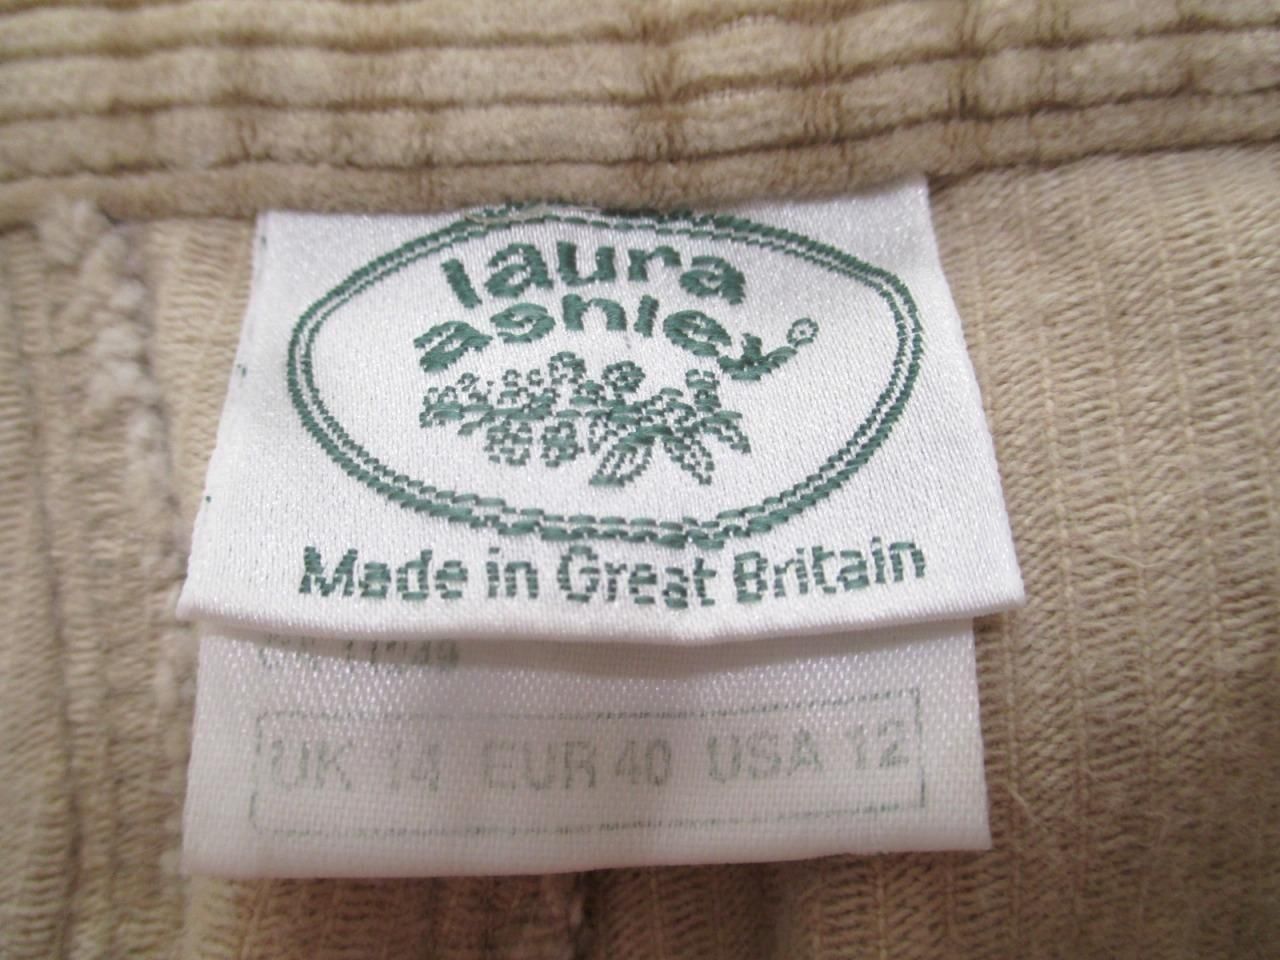 laura
ashley
Made in Great Britain
UK 14 EUR 40 USA 12